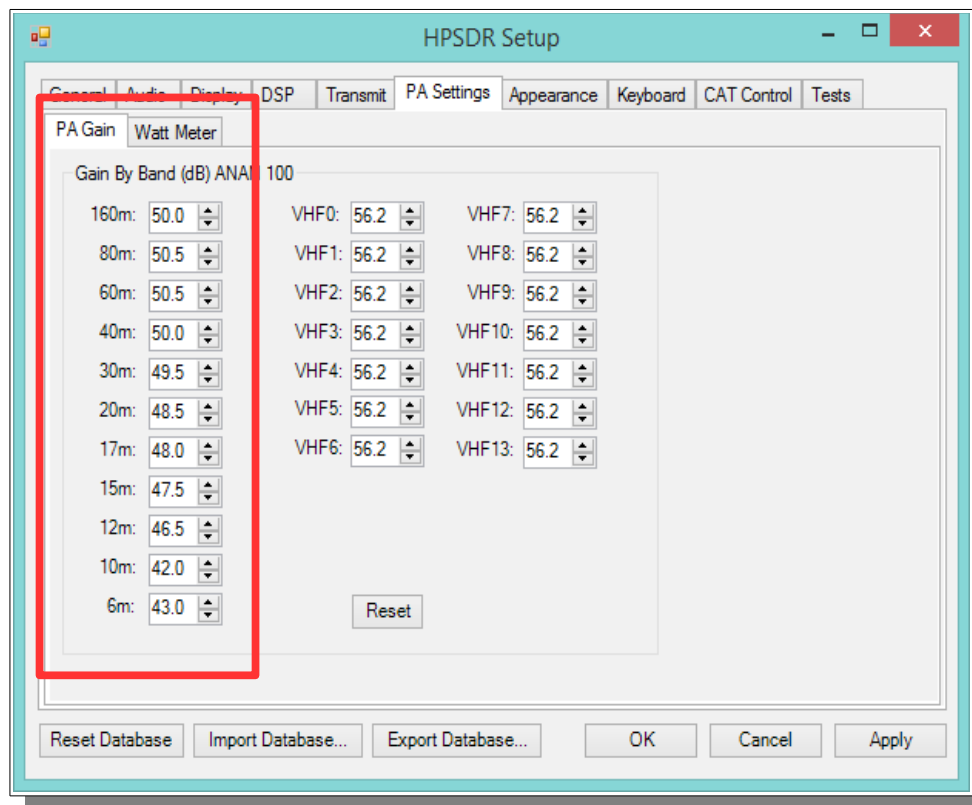 HPSDR Setup
General Audio Display DSP Transmit PA Settings Appearance Keyboard CAT Control Tests
PA Gain Watt Meter
Gain By Band (dB) ANAN 100
160m: 50.0 VHF0: 56.2 VHF7: 56.2
80m: 50.5 VHF1: 56.2 VHF8: 56.2
60m: 50.5 VHF2: 56.2 VHF9: 56.2
40m: 50.0 VHF3: 56.2 VHF10: 56.2
30m: 49.5 VHF4: 56.2 VHF11: 56.2
20m: 48.5 VHF5: 56.2 VHF12: 56.2
17m: 48.0 VHF6: 56.2 VHF13: 56.2
15m: 47.5
12m: 46.5
10m: 42.0
6m: 43.0 Reset
Reset Database Import Database... Export Database... OK Cancel Apply